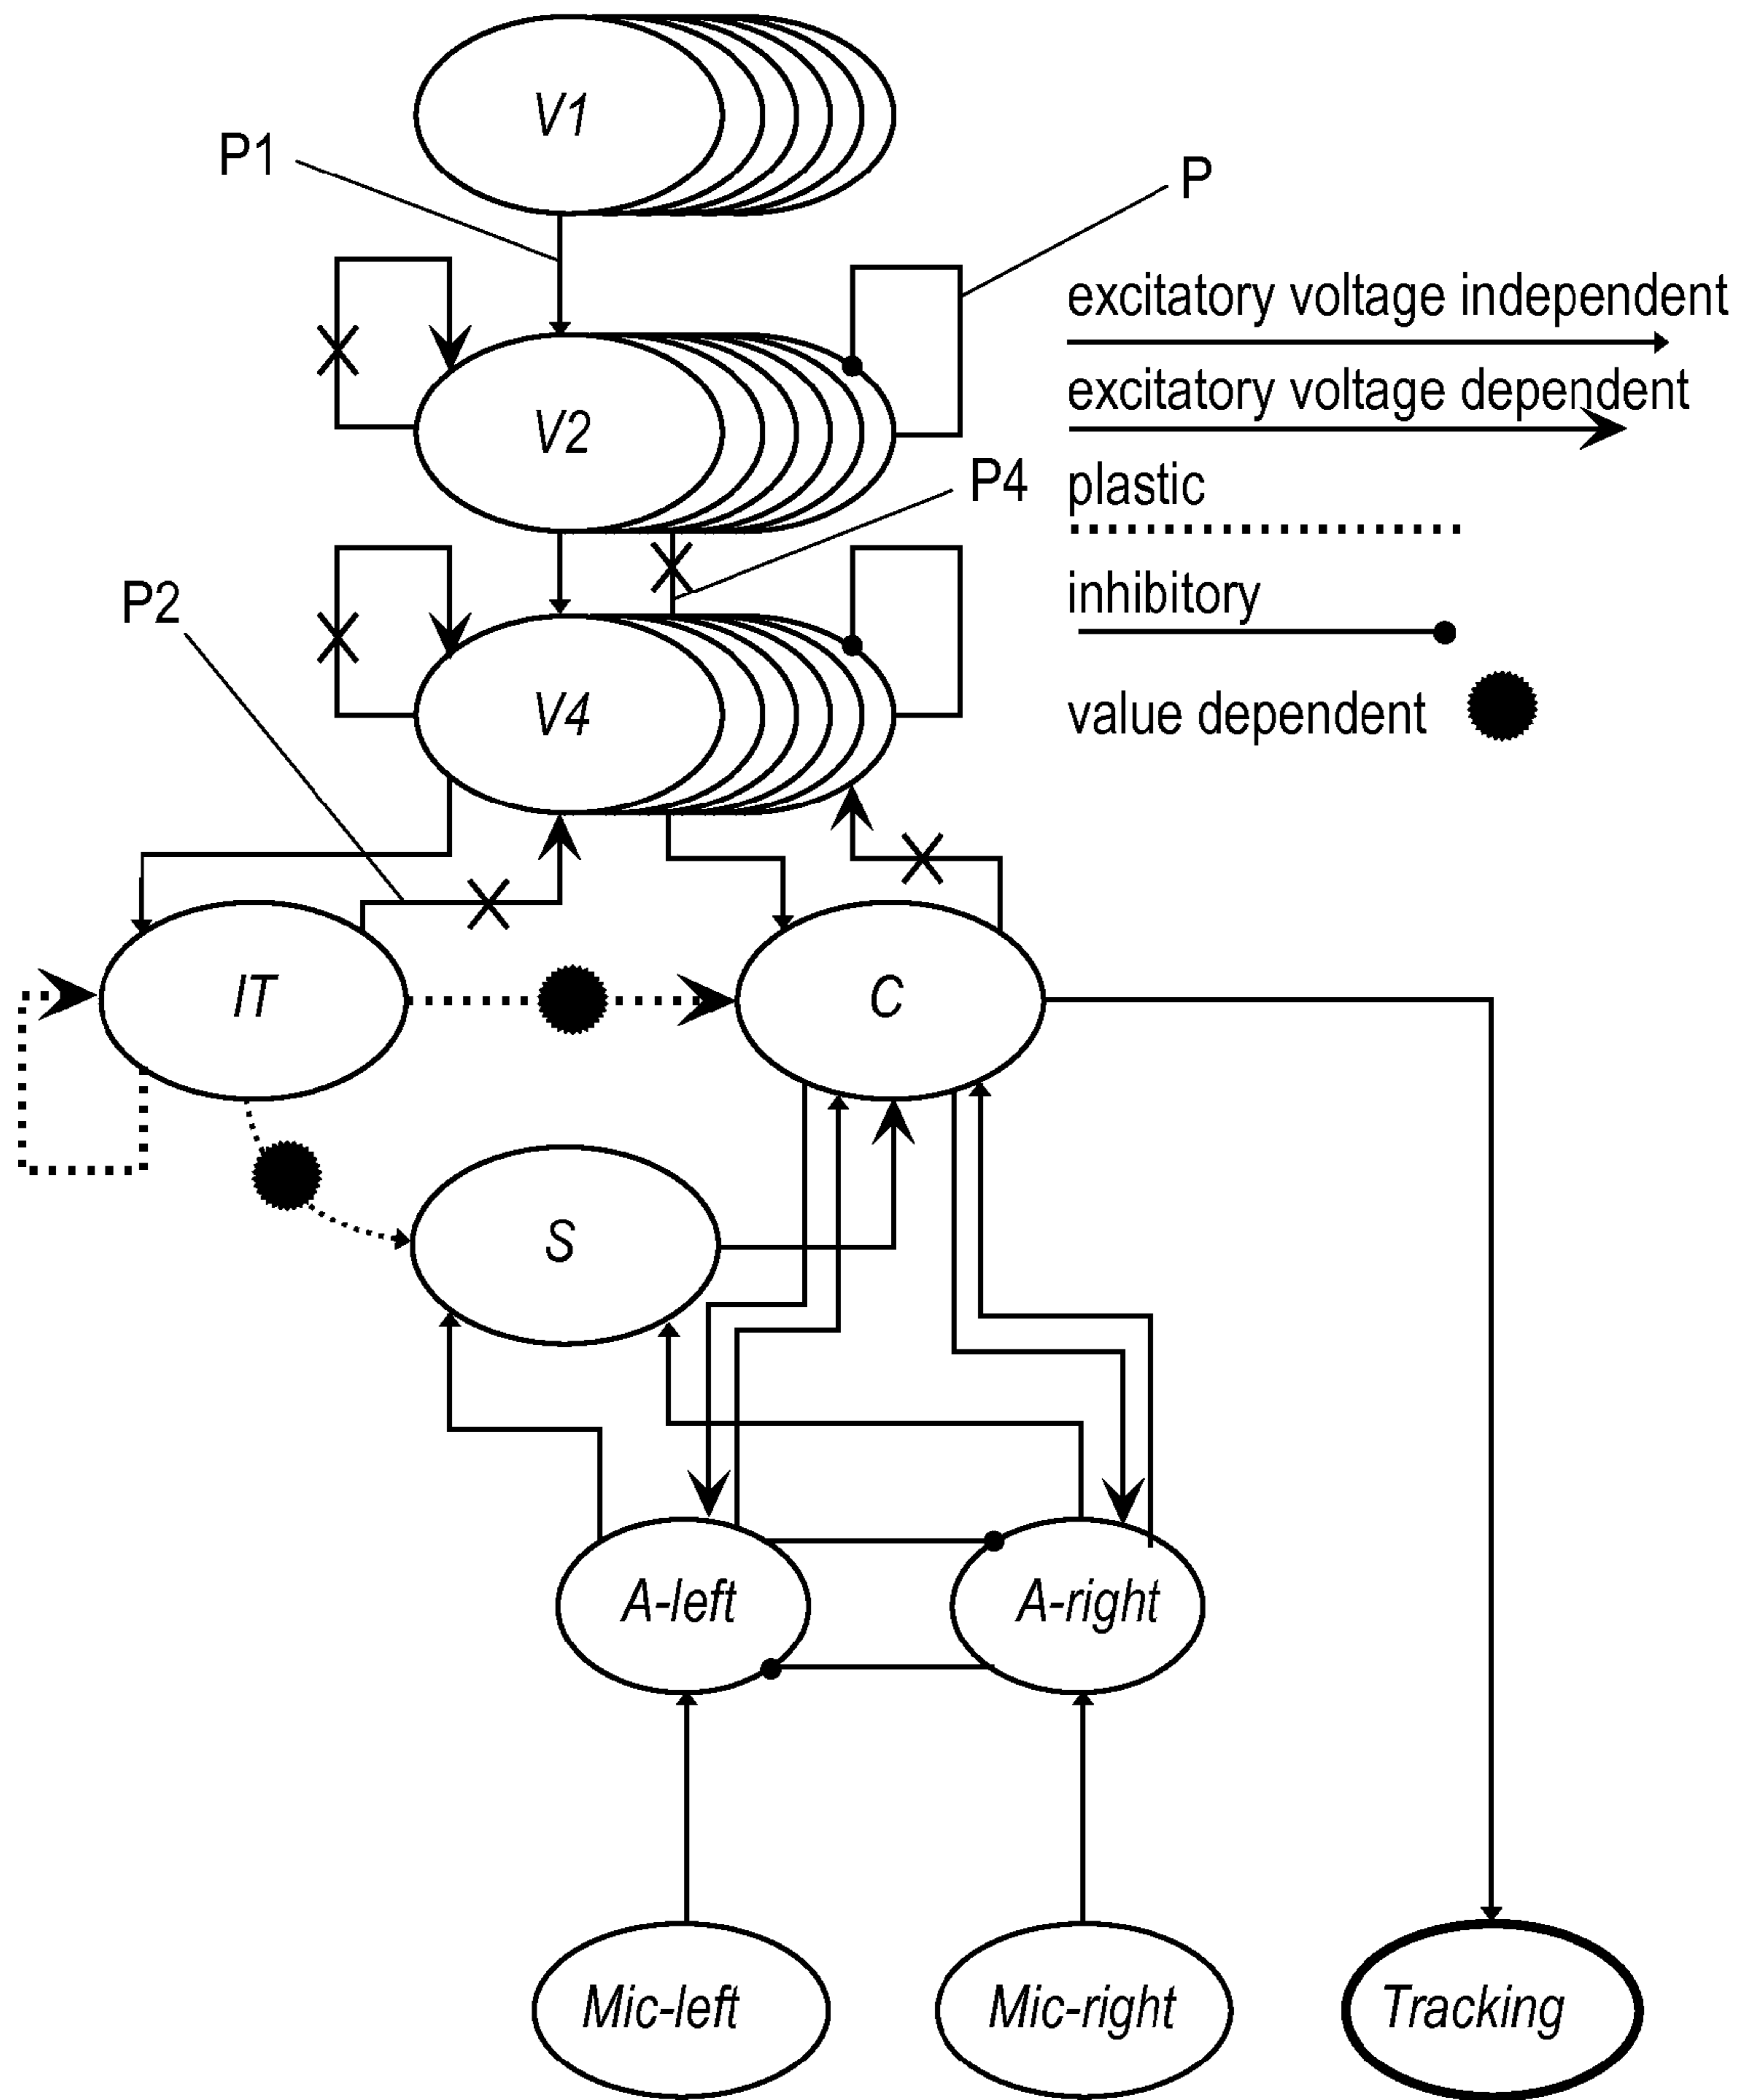 V1
P1
P
excitatory voltage independent
excitatory voltage dependent
V2
P4
plastic
inhibitory
P2
V4
value dependent
IT
C
S
A-left
A-right
Mic-left
Mic-right
Tracking